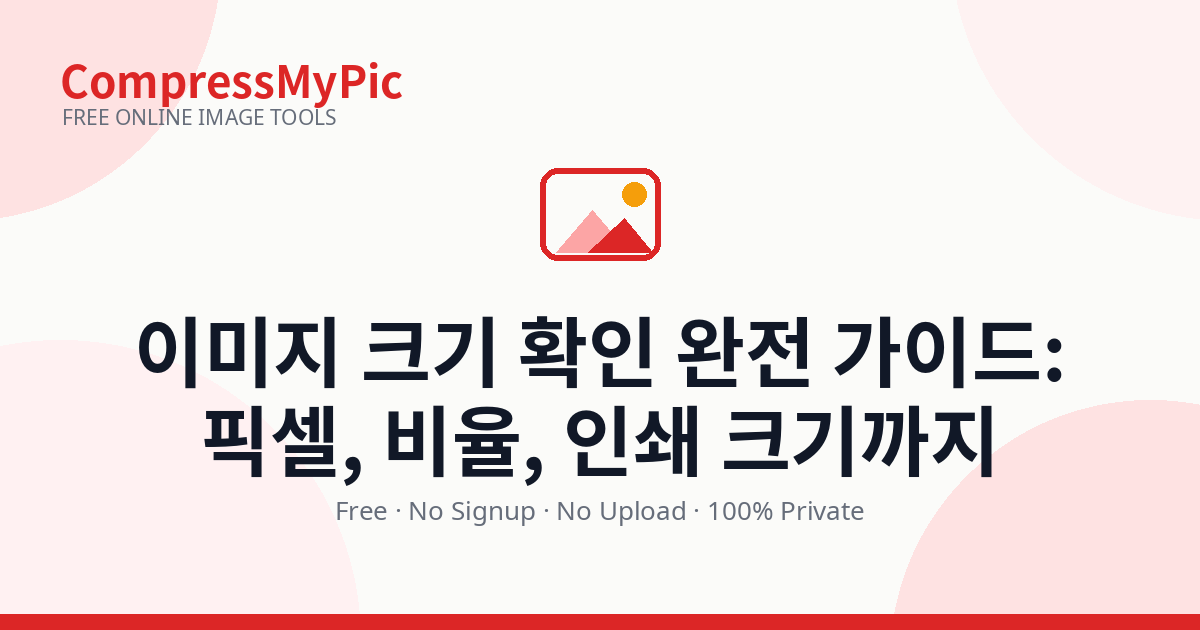 CompressMyPic
FREE ONLINE IMAGE TOOLS
이미지 크기 확인 완전 가이드:
픽셀, 비율, 인쇄 크기까지
Free · No Signup · No Upload · 100% Private